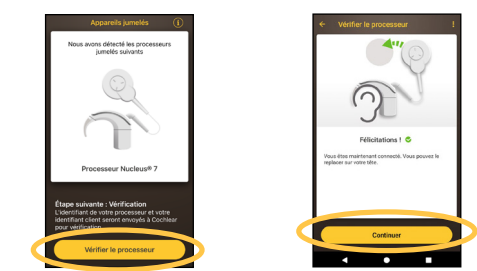 Appareils jumelés
Nous avons détecté les processeurs
jumelés suivants
Processeur Nucleus® 7
Étape suivante : Vérification
L'identifiant de votre processeur et votre
identifiant client seront envoyés à Cochlear
pour vérification.
Vérifier le processeur
Vérifier le processeur
Félicitations !
Vous êtes maintenant connecté. Vous pouvez le
replacer sur votre tête.
Continuer